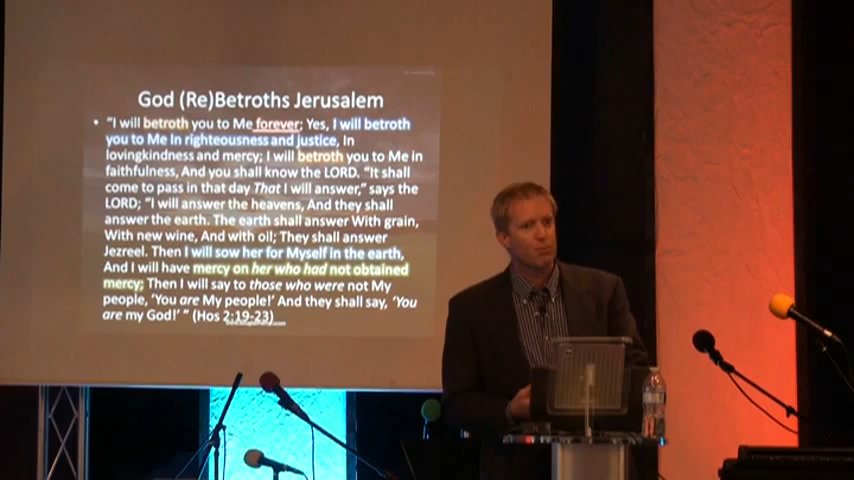 God (Re)Betroths Jerusalem
• "I will betroth you to Me forever; Yes, I will betroth
you to Me In righteousness and justice, In
lovingkindness and mercy; I will betroth you to Me in
faithfulness, And you shall know the LORD. "It shall
come to pass in that day That I will answer," says the
LORD; "I will answer the heavens, And they shall
answer the earth. The earth shall answer With grain,
With new wine, And with oil; They shall answer
Jezreel. Then I will sow her for Myself in the earth,
And I will have mercy on her who had not obtained
mercy; Then I will say to those who were not My
people, 'You are My people!' And they shall say, 'You
are my God!' " (Hos 2:19-23)